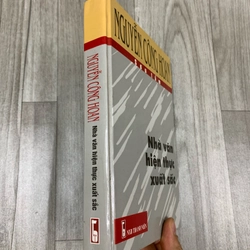 NGUYỄN CÔNG HOAN
Nhà văn
hiện thực
xuất sắc
NGUYỄN CÔNG HOAN
Nhà văn hiện thực xuất sắc